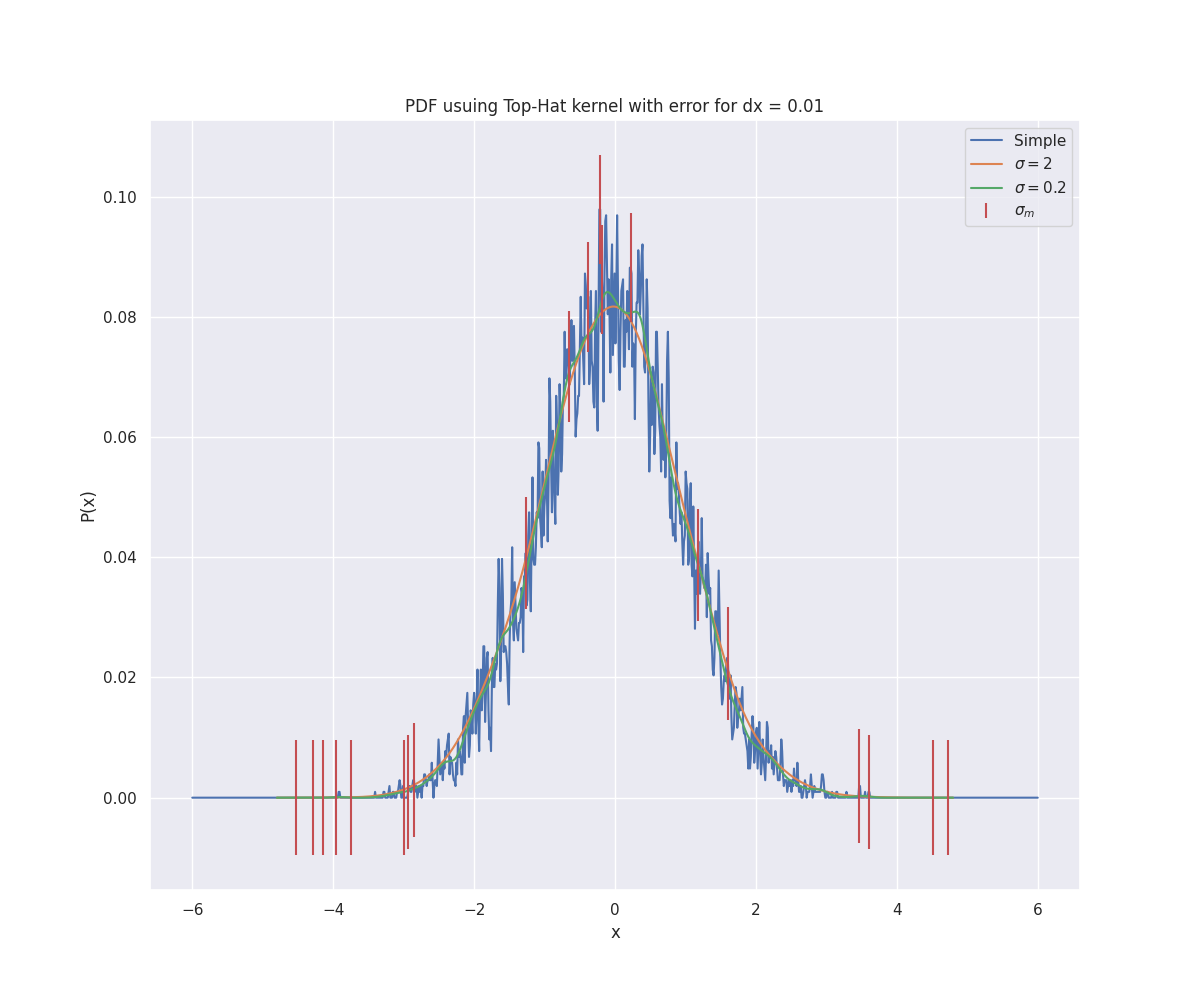 PDF usuing Top-Hat kernel with error for dx = 0.01
Simple
σ = 2
σ = 0.2
σₘ
P(x)
0.10
0.08
0.06
0.04
0.02
0.00
−6
−4
−2
0
2
4
6
x